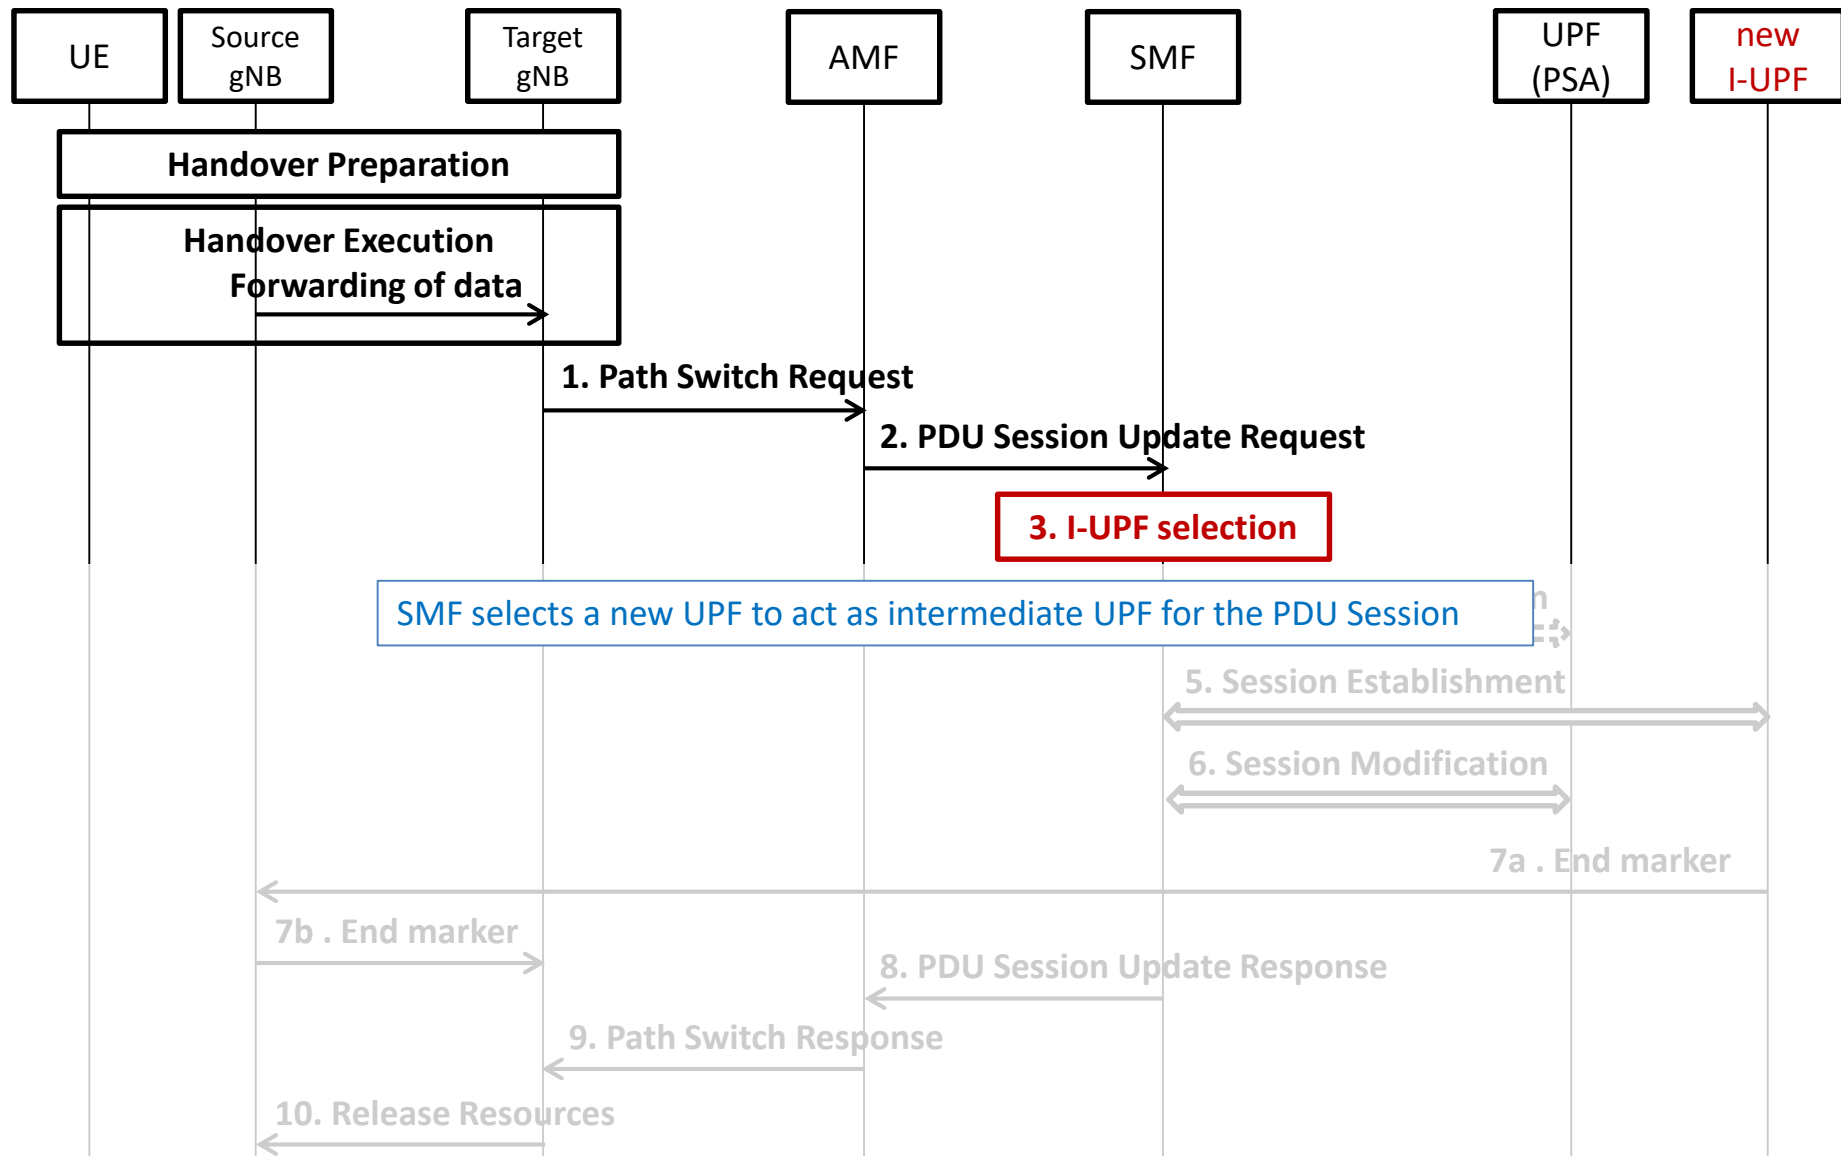 UE
Source
gNB
Target
gNB
AMF
SMF
UPF
(PSA)
new
I-UPF
Handover Preparation
Handover Execution
Forwarding of data
1. Path Switch Request
2. PDU Session Update Request
3. I-UPF selection
SMF selects a new UPF to act as intermediate UPF for the PDU Session
5. Session Establishment
6. Session Modification
7a . End marker
7b . End marker
8. PDU Session Update Response
9. Path Switch Response
10. Release Resources